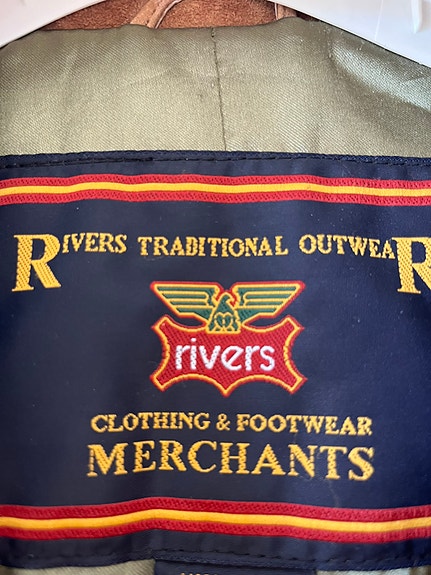 RIVERS TRADITIONAL OUTWEAR
rivers
CLOTHING & FOOTWEAR
MERCHANTS